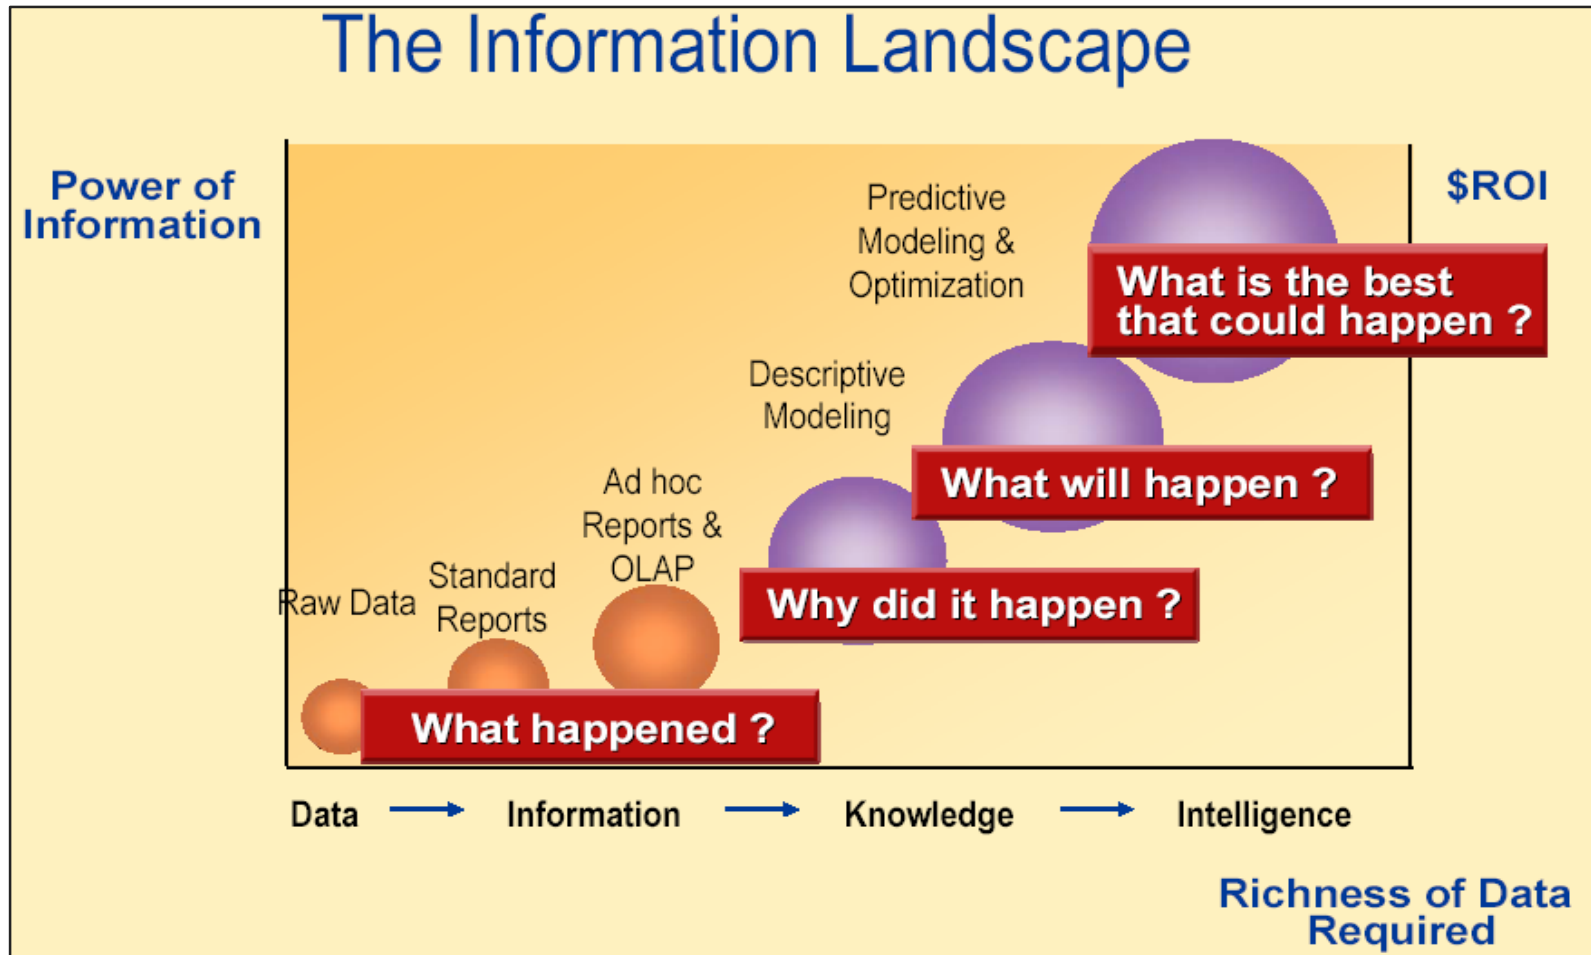 The Information Landscape
Power of
Information
$ROI
Predictive
Modeling &
Optimization
What is the best
that could happen ?
Descriptive
Modeling
What will happen ?
Ad hoc
Reports &
OLAP
Why did it happen ?
Standard
Reports
Raw Data
What happened ?
Data → Information → Knowledge → Intelligence
Richness of Data
Required